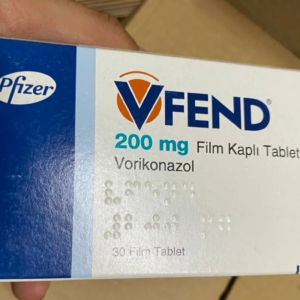 Pfizer
VFEND®
200 mg Film Kaplı Tablet
Vorikonazol
30 Film Tablet